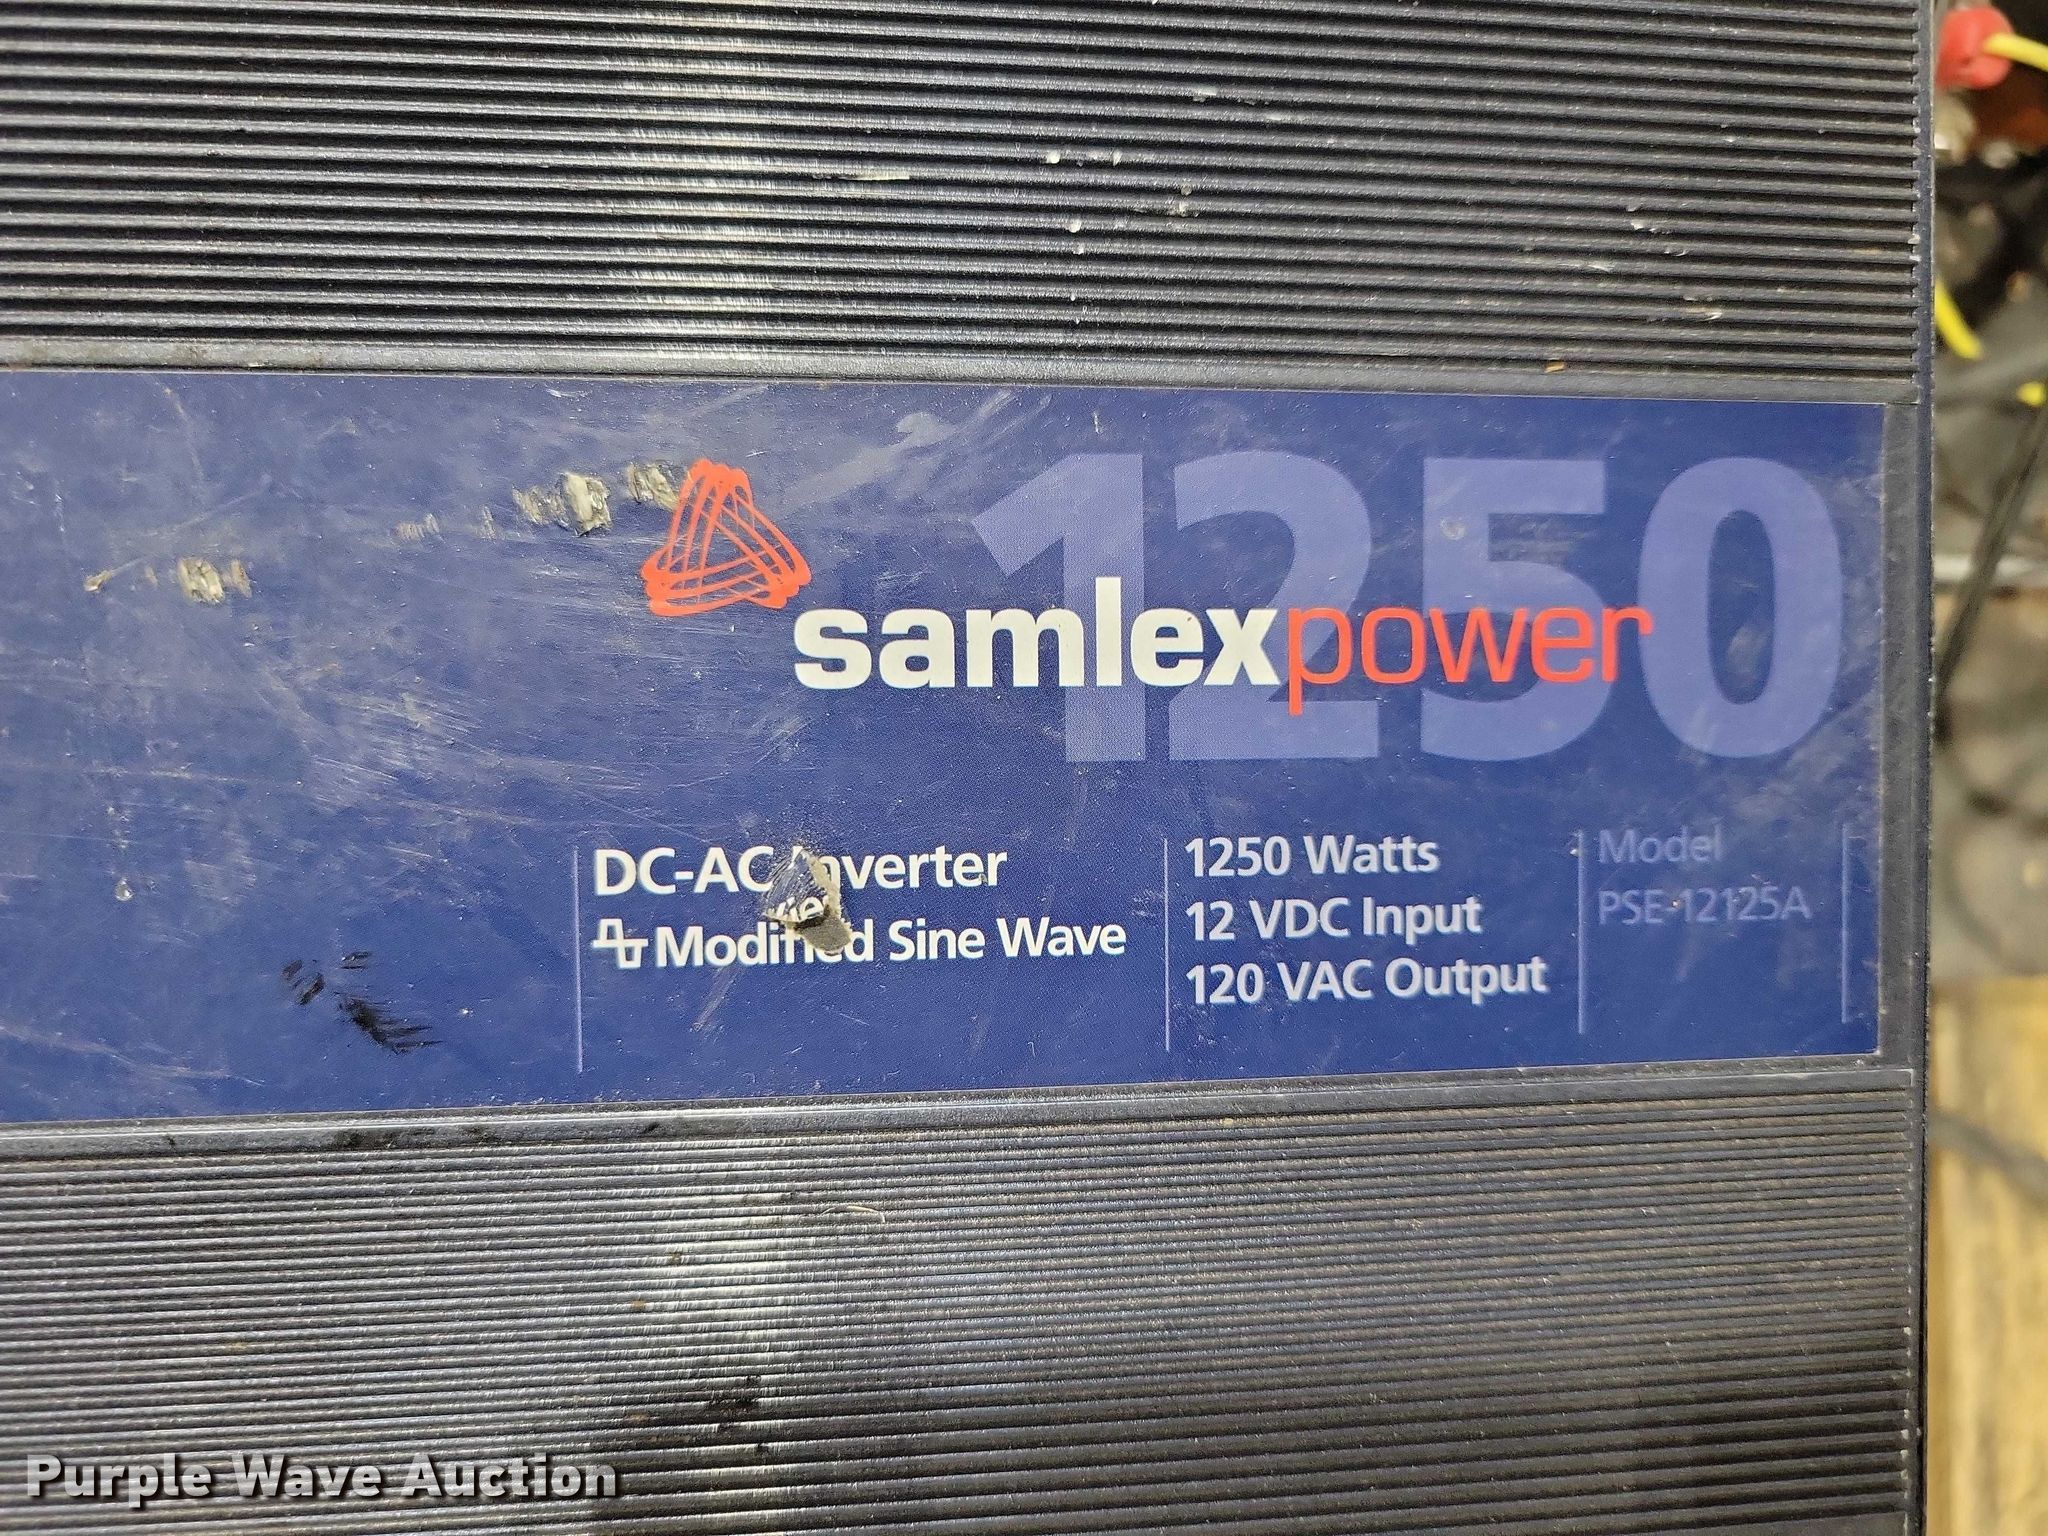 1250
samlexpower
DC-AC Inverter
Modified Sine Wave
1250 Watts
12 VDC Input
120 VAC Output
Model
PSE-12125A
Purple Wave Auction